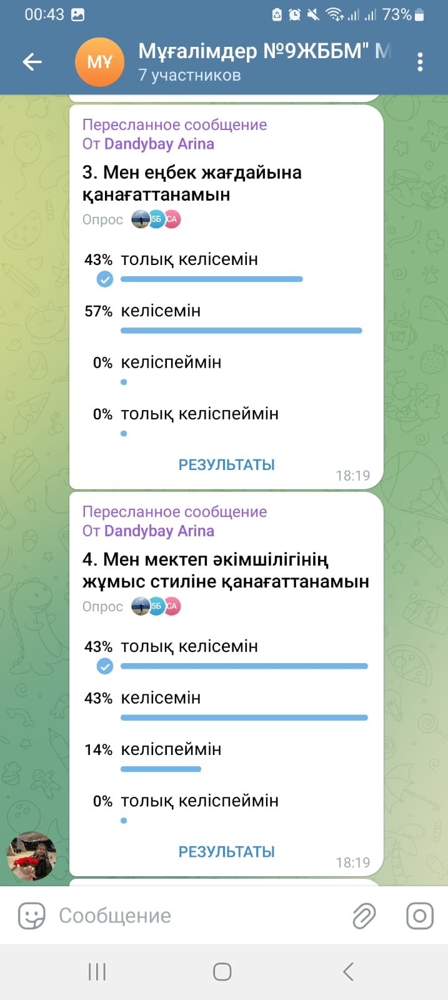 00:43
73%
МҰ
Мұғалімдер №9ЖББМ" М
7 участников
Пересланное сообщение
От Dandybay Arina
3. Мен еңбек жағдайына
қанағаттанамын
Опрос 5Б СА
43% толық келісемін
57% келісемін
0% келіспеймін
0% толық келіспеймін
РЕЗУЛЬТАТЫ
18:19
Пересланное сообщение
От Dandybay Arina
4. Мен мектеп әкімшілігінің
жұмыс стиліне қанағаттанамын
Опрос 5Б СА
43% толық келісемін
43% келісемін
14% келіспеймін
0% толық келіспеймін
РЕЗУЛЬТАТЫ
18:19
Сообщение